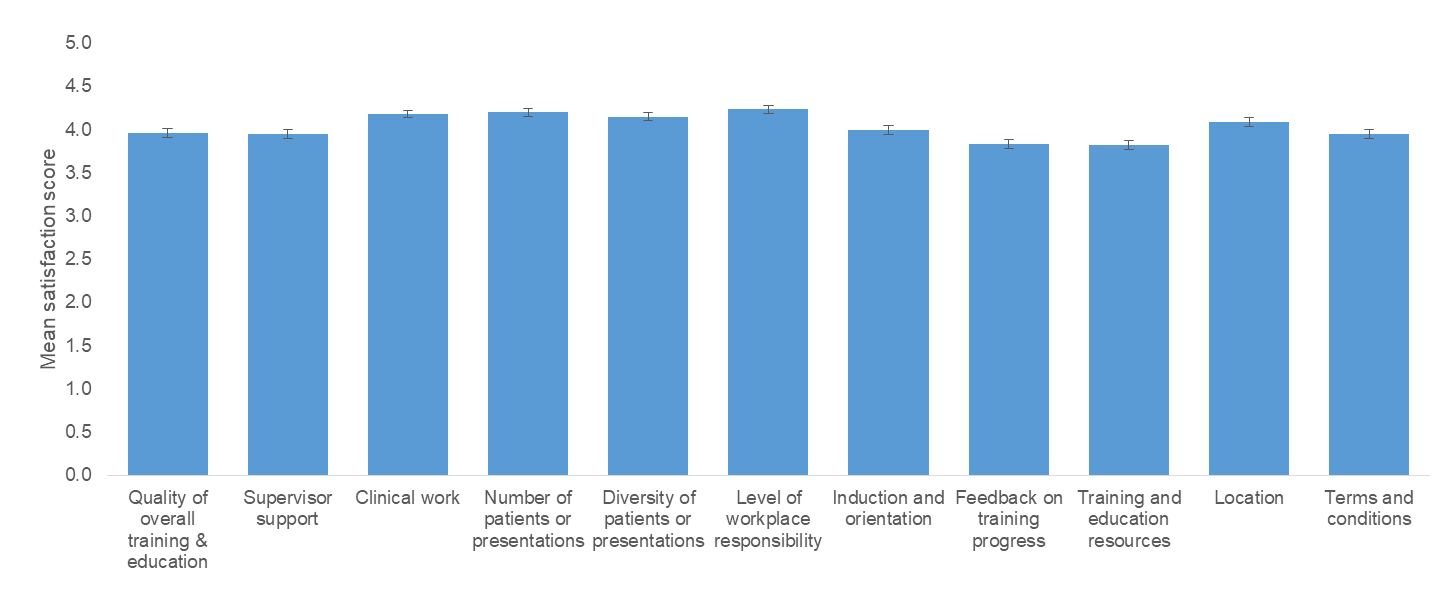 5.0
4.5
4.0
3.5
3.0
2.5
2.0
1.5
1.0
0.5
0.0
Mean satisfaction score
Quality of
overall
training &
education
Supervisor
support
Clinical work
Number of
patients or
presentations
Diversity of
patients or
presentations
Level of
workplace
responsibility
Induction and
orientation
Feedback on
training
progress
Training and
education
resources
Location
Terms and
conditions